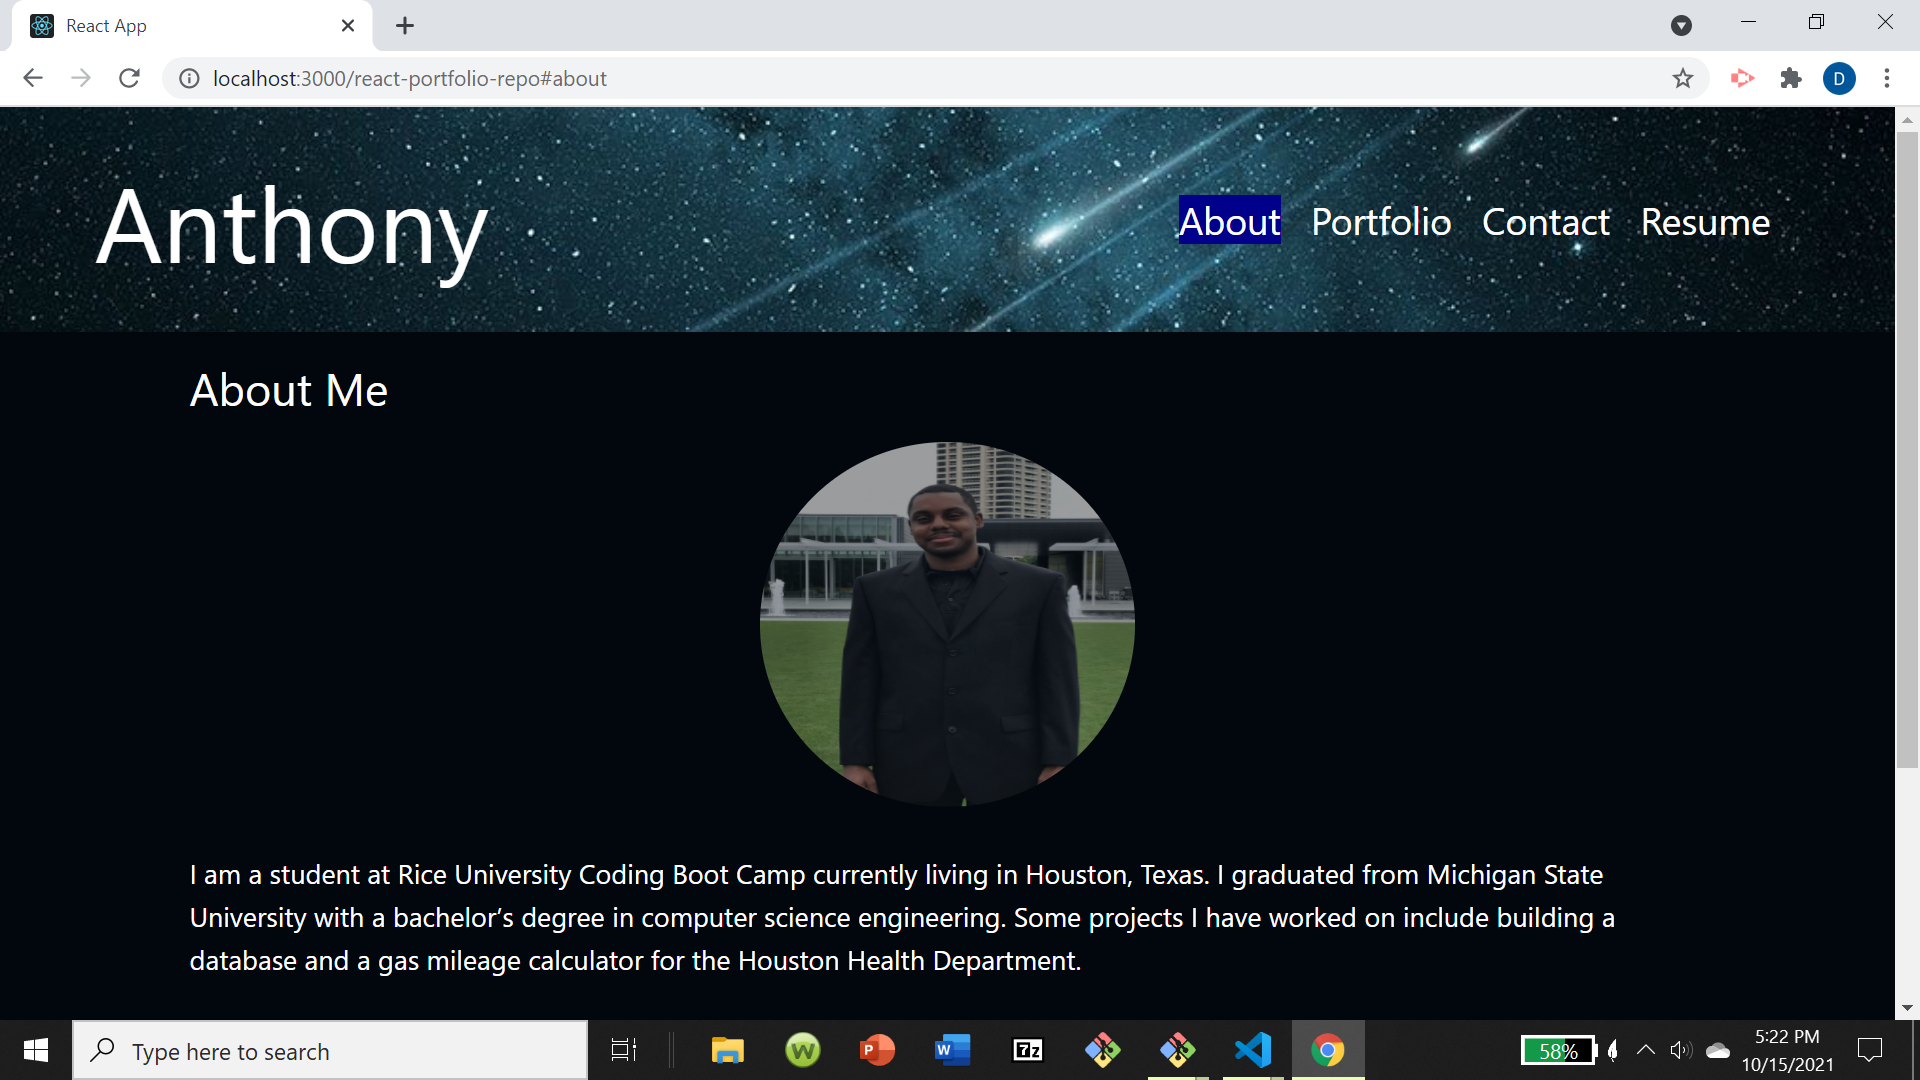 React App
localhost:3000/react-portfolio-repo#about
D
Anthony
About Portfolio Contact Resume
About Me
I am a student at Rice University Coding Boot Camp currently living in Houston, Texas. I graduated from Michigan State
University with a bachelor’s degree in computer science engineering. Some projects I have worked on include building a
database and a gas mileage calculator for the Houston Health Department.
Type here to search
W
P
W
7z
58%
5:22 PM
10/15/2021